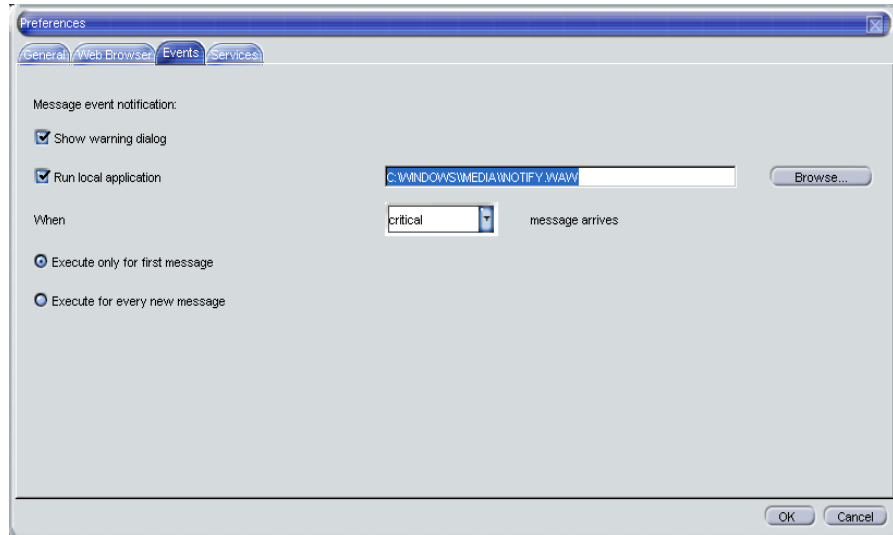 Preferences
General Web Browser Events Services
Message event notification:
Show warning dialog
Run local application C:\WINDOWS\\MEDIA\\NOTIFY.WAW Browse...
When critical message arrives
Execute only for first message
Execute for every new message
OK Cancel